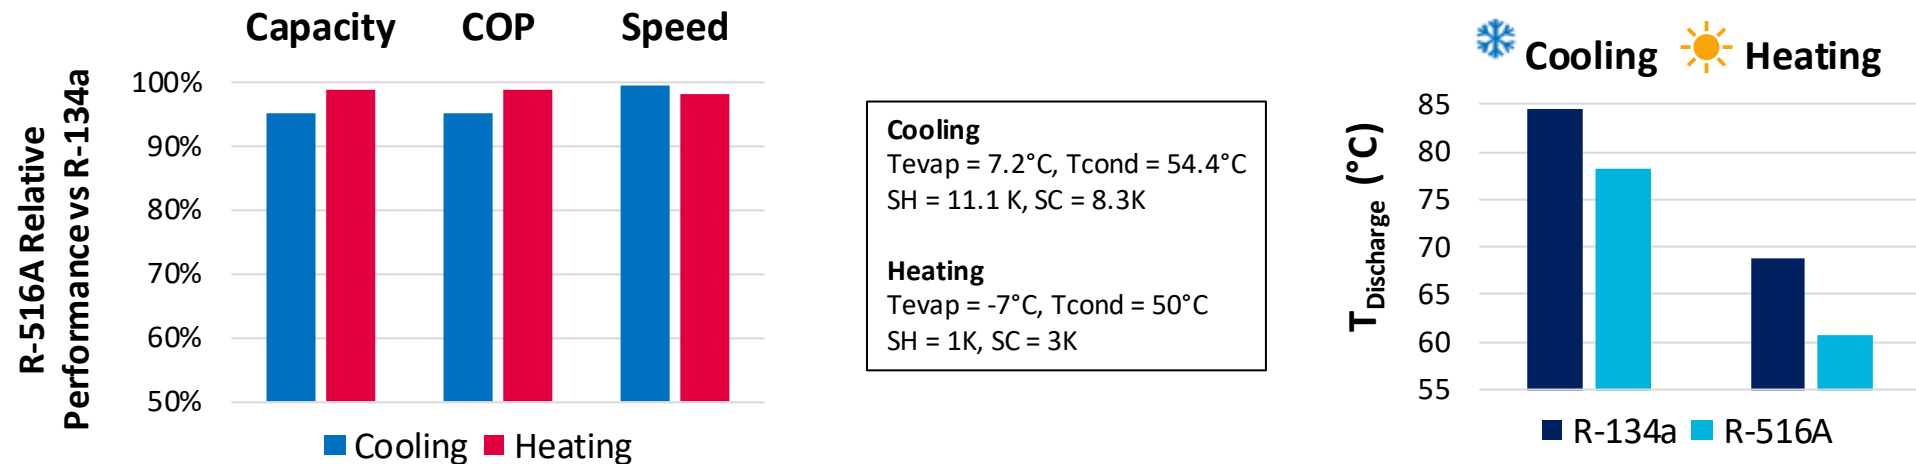 Capacity COP Speed
R-516A Relative
Performance vs R-134a
100%
90%
80%
70%
60%
50%
Cooling Heating
Cooling
Tevap = 7.2°C, Tcond = 54.4°C
SH = 11.1 K, SC = 8.3K
Heating
Tevap = -7°C, Tcond = 50°C
SH = 1K, SC = 3K
Cooling Heating
TDischarge (°C)
85
80
75
70
65
60
55
R-134a R-516A